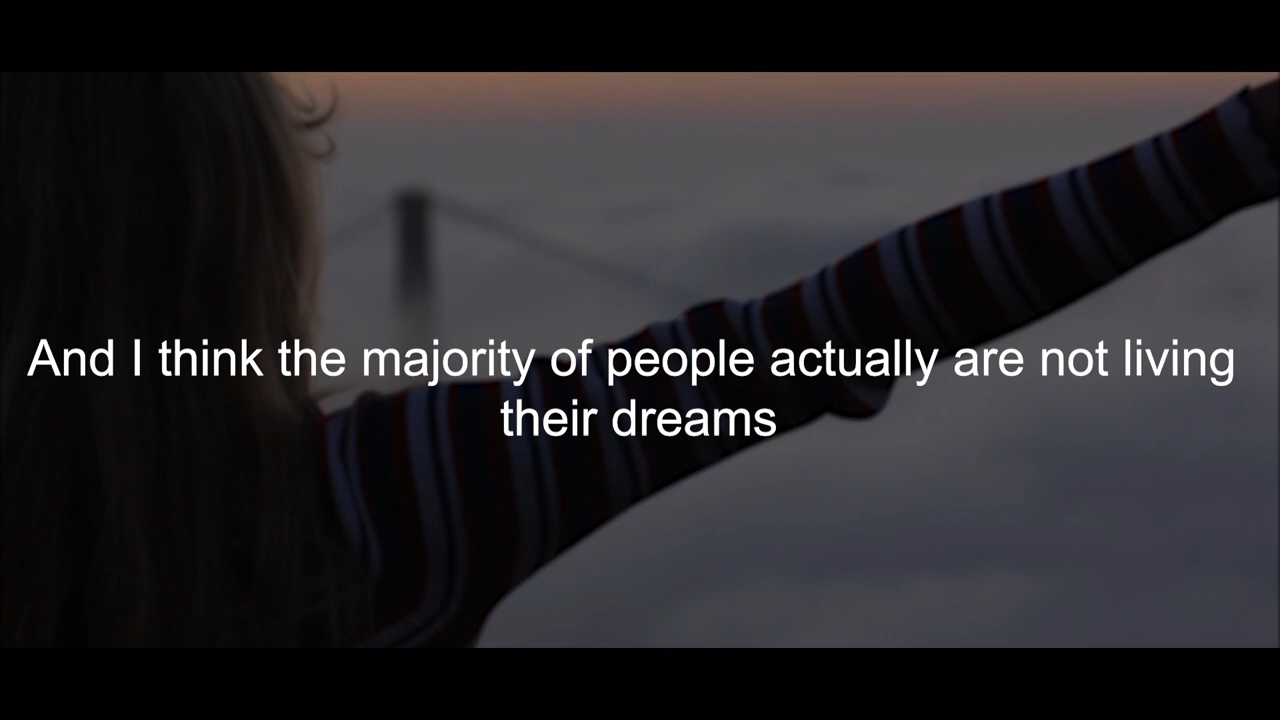 And I think the majority of people actually are not living
their dreams